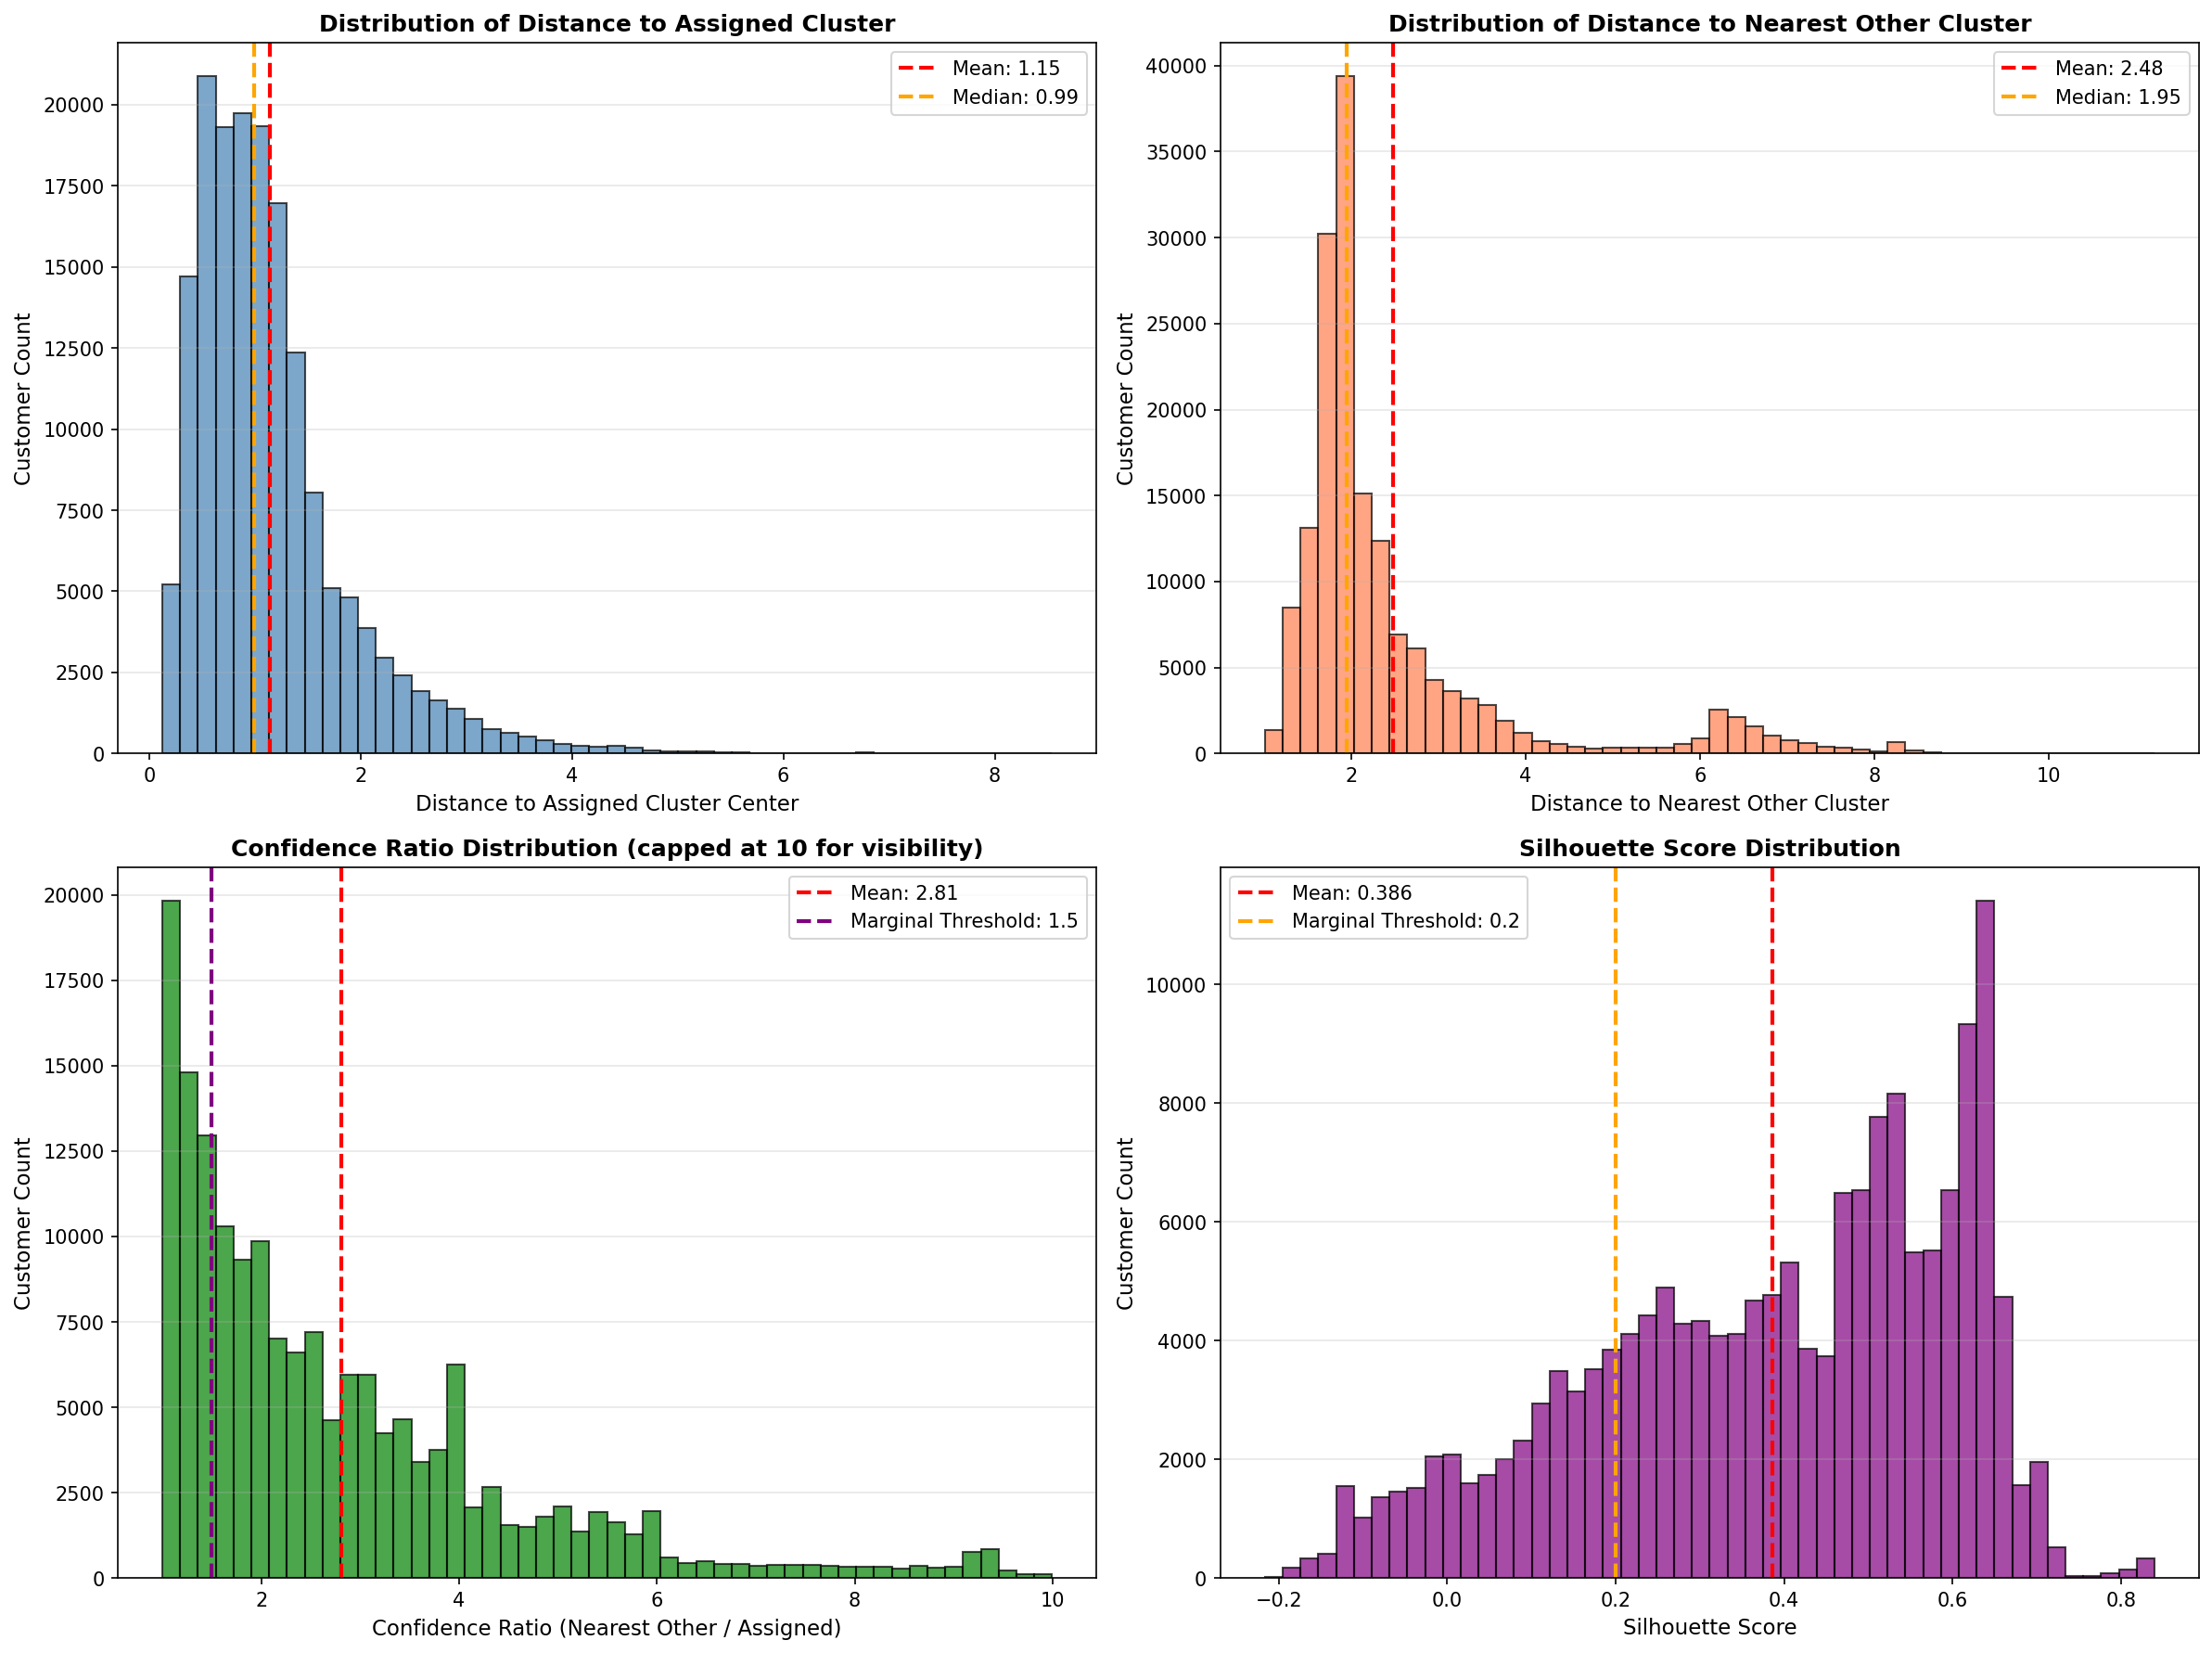 Distribution of Distance to Assigned Cluster
Mean: 1.15
Median: 0.99
Customer Count
20000
17500
15000
12500
10000
7500
5000
2500
0
0 2 4 6 8
Distance to Assigned Cluster Center
Distribution of Distance to Nearest Other Cluster
Mean: 2.48
Median: 1.95
Customer Count
40000
35000
30000
25000
20000
15000
10000
5000
0
2 4 6 8 10
Distance to Nearest Other Cluster
Confidence Ratio Distribution (capped at 10 for visibility)
Mean: 2.81
Marginal Threshold: 1.5
Customer Count
20000
17500
15000
12500
10000
7500
5000
2500
0
2 4 6 8 10
Confidence Ratio (Nearest Other / Assigned)
Silhouette Score Distribution
Mean: 0.386
Marginal Threshold: 0.2
Customer Count
10000
8000
6000
4000
2000
0
−0.2 0.0 0.2 0.4 0.6 0.8
Silhouette Score